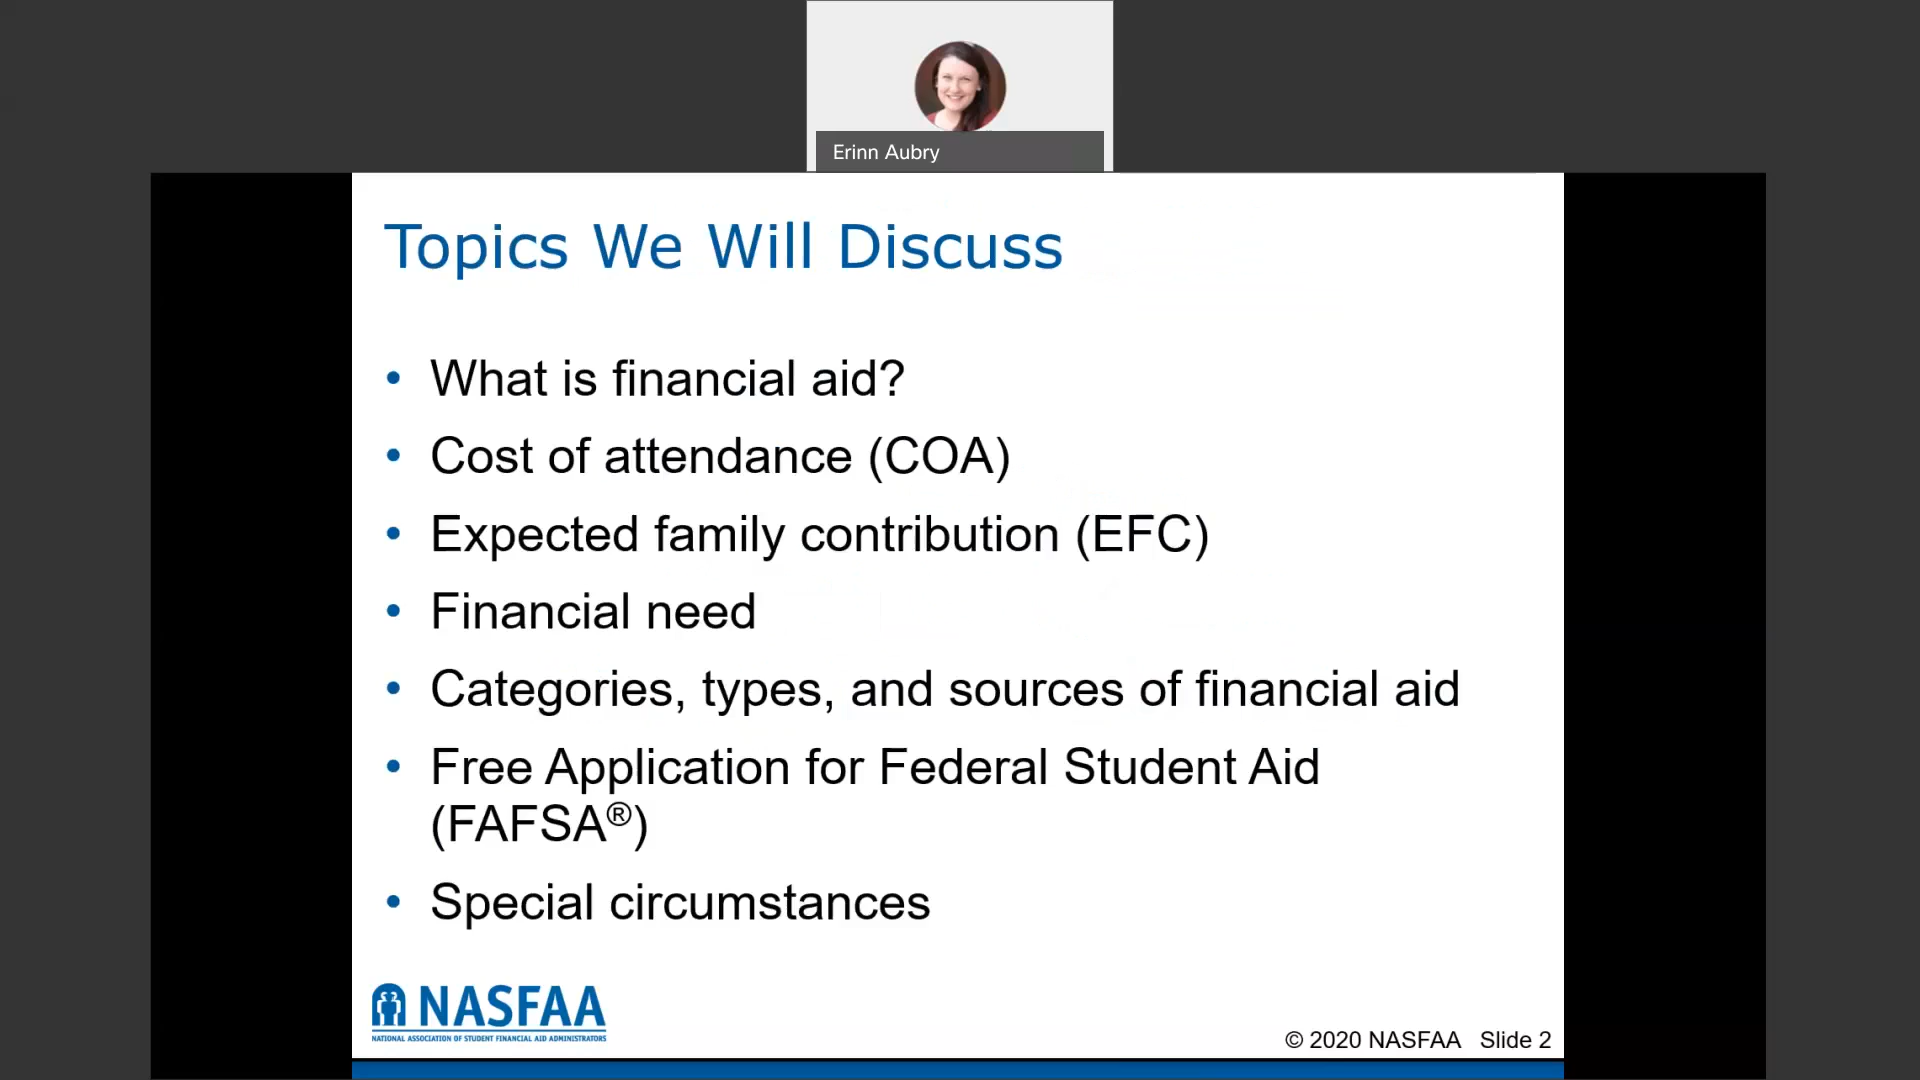 Erinn Aubry
Topics We Will Discuss
• What is financial aid?
• Cost of attendance (COA)
• Expected family contribution (EFC)
• Financial need
• Categories, types, and sources of financial aid
• Free Application for Federal Student Aid
(FAFSA®)
• Special circumstances
NASFAA
NATIONAL ASSOCIATION OF STUDENT FINANCIAL AID ADMINISTRATORS
© 2020 NASFAA Slide 2